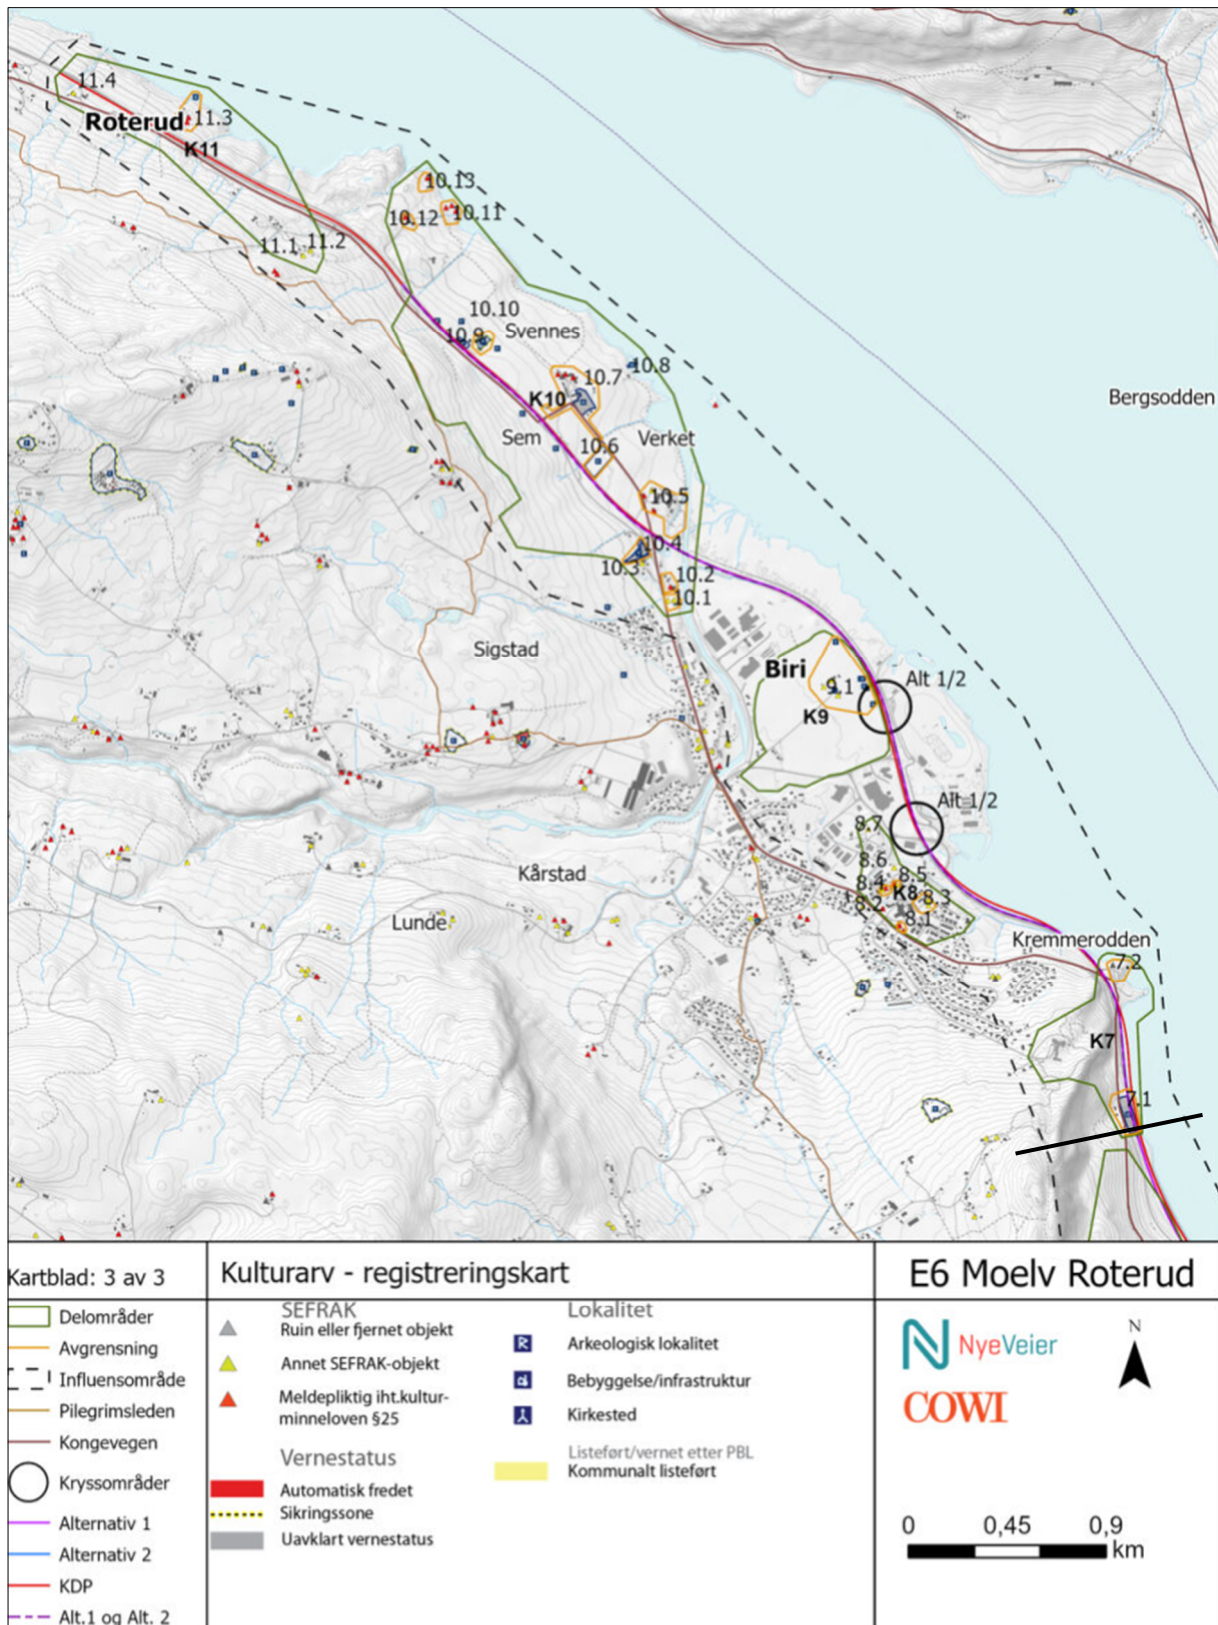 11.4
Roterud 11.3
K11
10.13
10.12 10.11
11.1 11.2
10.10
10.9 Svennes
10.8
10.7
K10
Bergsodden
Sem 10.6 Verket
10.5
10.4
10.3
10.2
10.1
Sigstad
Biri
9.1
Alt 1/2
K9
Alt 1/2
8.7
8.6
8.5
8.4
K8
8.3
8.2
8.1
Kårstad
Lunde
Kremmerodden
7.2
K7
7.1
Kartblad: 3 av 3
Delområder
Avgrensning
Influensområde
Pilegrimsleden
Kongevegen
Kryssområder
Alternativ 1
Alternativ 2
KDP
Alt.1 og Alt. 2
Kulturarv - registreringskart
SEFRAK
Ruin eller fjernet objekt
Annet SEFRAK-objekt
Meldepliktig iht.kultur-
minneloven §25
Vernestatus
Automatisk fredet
Sikringssone
Uavklart vernestatus
Lokalitet
R Arkeologisk lokalitet
Bebyggelse/infrastruktur
Kirkested
Listeført/vernet etter PBL
Kommunalt listeført
E6 Moelv Roterud
NyeVeier
COWI
N
0 0,45 0,9
km